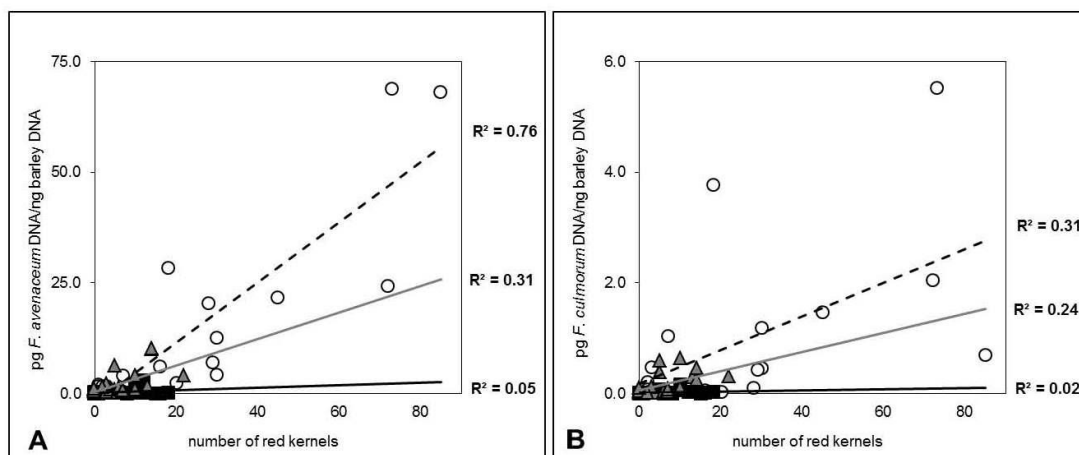 75.0
50.0
25.0
0.0
pg F. avenaceum DNA/ng barley DNA
0 20 40 60 80
number of red kernels
R² = 0.76
R² = 0.31
R² = 0.05
A
6.0
4.0
2.0
0.0
pg F. culmorum DNA/ng barley DNA
0 20 40 60 80
number of red kernels
R² = 0.31
R² = 0.24
R² = 0.02
B